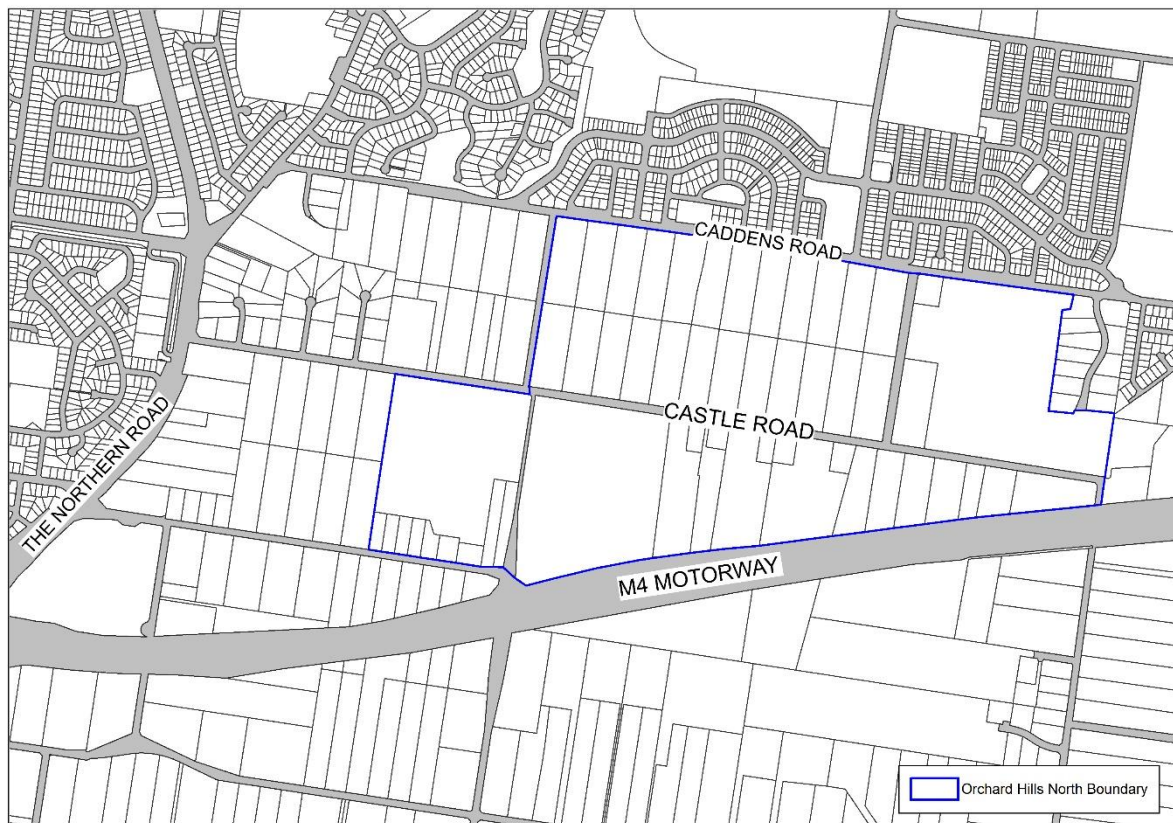 CADDENS ROAD
CASTLE ROAD
THE NORTHERN ROAD
M4 MOTORWAY
Orchard Hills North Boundary